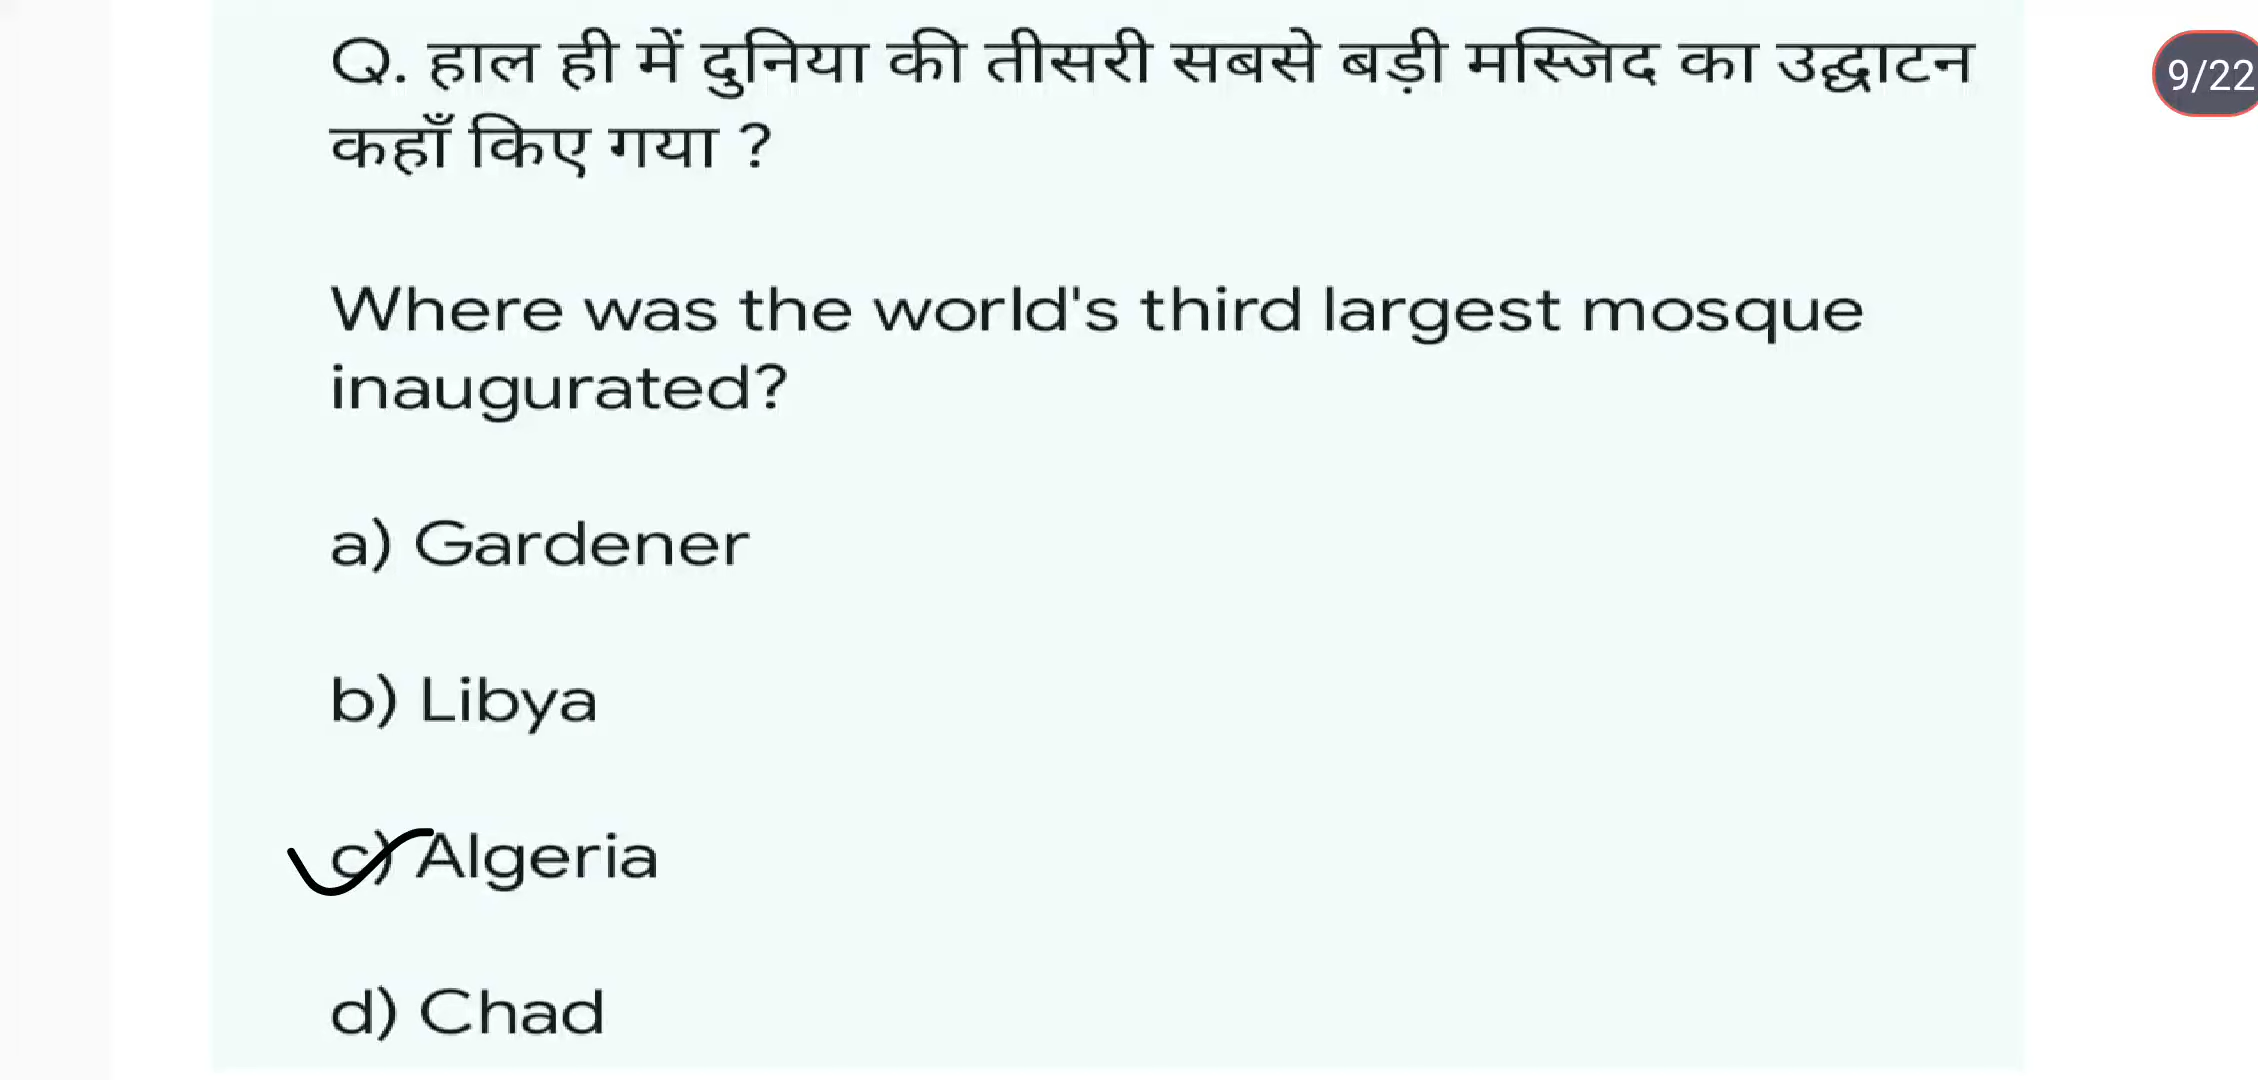 Q. हाल ही में दुनिया की तीसरी सबसे बड़ी मस्जिद का उद्घाटन
9/22
कहाँ किए गया ?
Where was the world's third largest mosque
inaugurated?
a) Gardener
b) Libya
c) Algeria
d) Chad